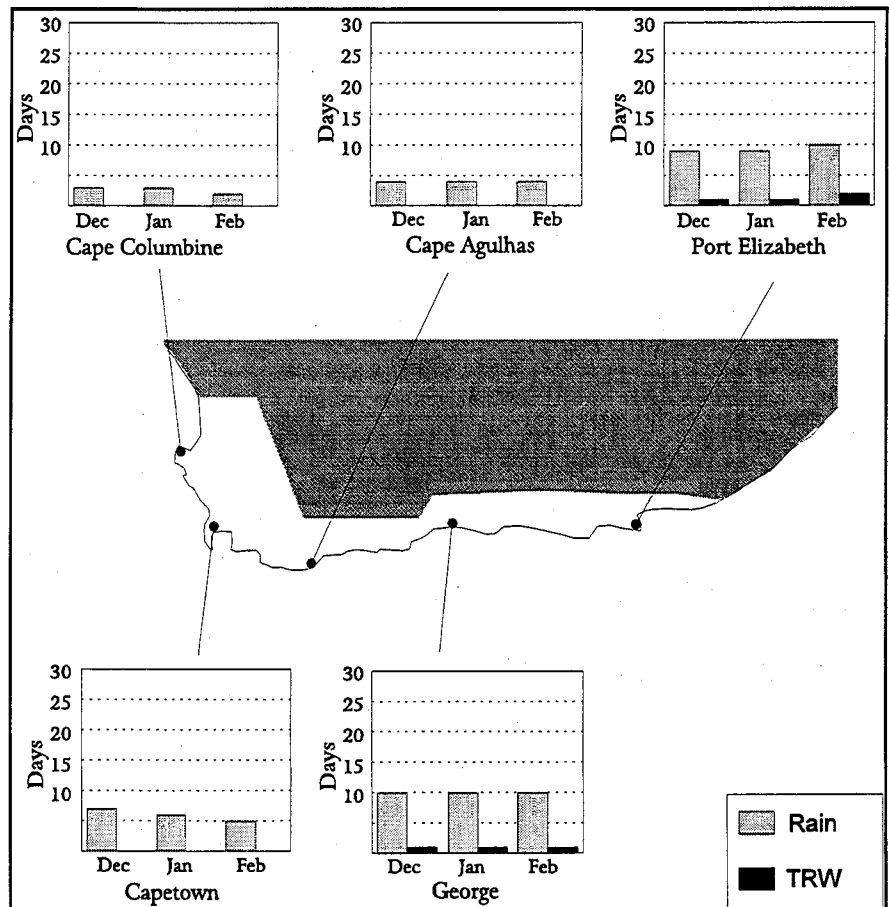 30
25
20
15
10
Days
Dec Jan Feb
Cape Columbine
30
25
20
15
10
Days
Dec Jan Feb
Cape Agulhas
30
25
20
15
10
Days
Dec Jan Feb
Port Elizabeth
30
25
20
15
10
Days
Dec Jan Feb
Capetown
30
25
20
15
10
Days
Dec Jan Feb
George
Rain
TRW